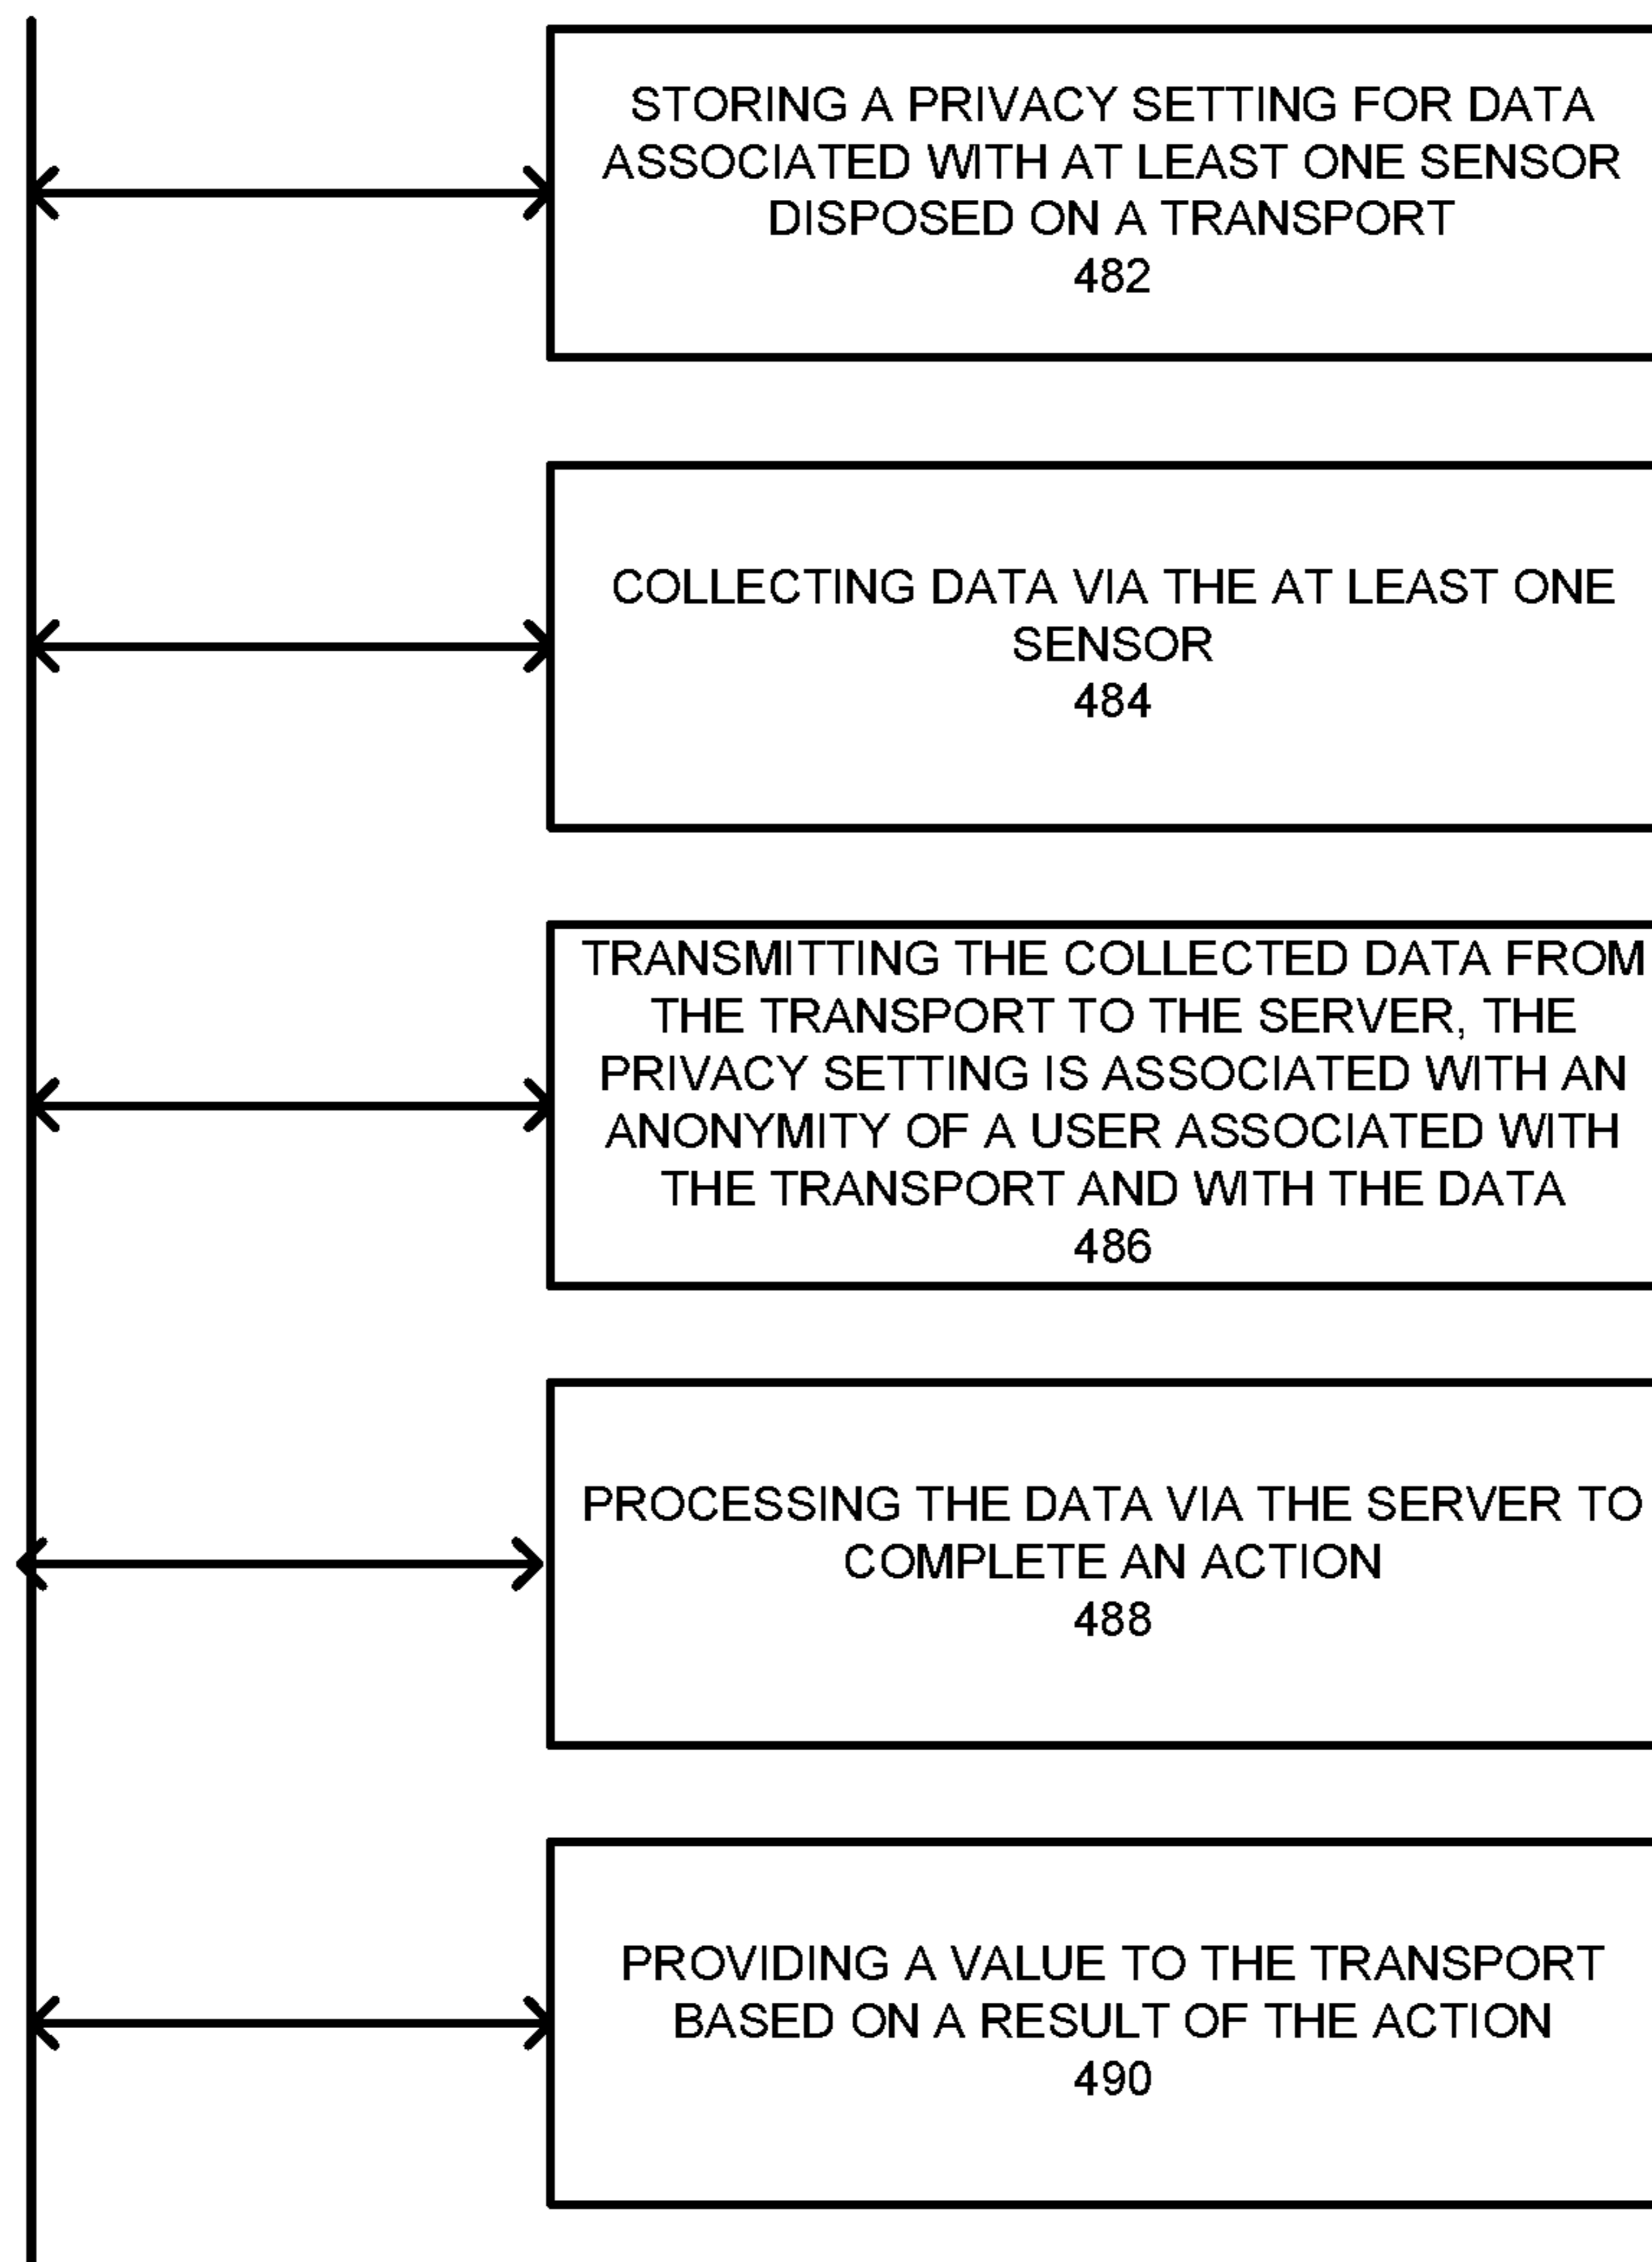 STORING A PRIVACY SETTING FOR DATA
ASSOCIATED WITH AT LEAST ONE SENSOR
DISPOSED ON A TRANSPORT
482
COLLECTING DATA VIA THE AT LEAST ONE
SENSOR
484
TRANSMITTING THE COLLECTED DATA FROM
THE TRANSPORT TO THE SERVER, THE
PRIVACY SETTING IS ASSOCIATED WITH AN
ANONYMITY OF A USER ASSOCIATED WITH
THE TRANSPORT AND WITH THE DATA
486
PROCESSING THE DATA VIA THE SERVER TO
COMPLETE AN ACTION
488
PROVIDING A VALUE TO THE TRANSPORT
BASED ON A RESULT OF THE ACTION
490